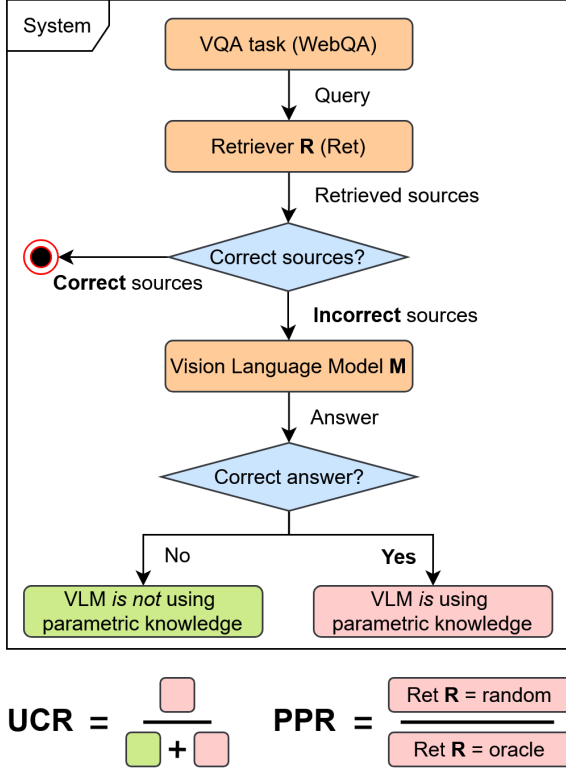 System
VQA task (WebQA)
Query
Retriever R (Ret)
Retrieved sources
Correct sources?
Correct sources
Incorrect sources
Vision Language Model M
Answer
Correct answer?
No
Yes
VLM is not using
parametric knowledge
VLM is using
parametric knowledge
UCR =
+
PPR =
Ret R = random
Ret R = oracle